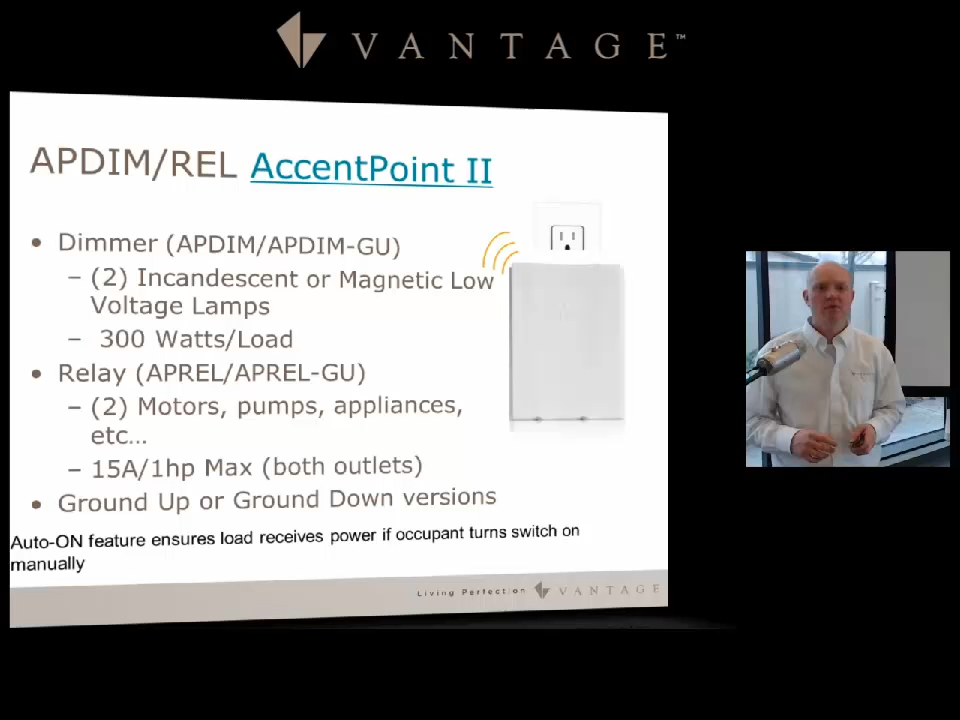 VANTAGE™
APDIM/REL AccentPoint II
• Dimmer (APDIM/APDIM-GU)
– (2) Incandescent or Magnetic Low
Voltage Lamps
– 300 Watts/Load
• Relay (APREL/APREL-GU)
– (2) Motors, pumps, appliances,
etc…
– 15A/1hp Max (both outlets)
• Ground Up or Ground Down versions
Auto-ON feature ensures load receives power if occupant turns switch on
manually
Living Perfection VANTAGE